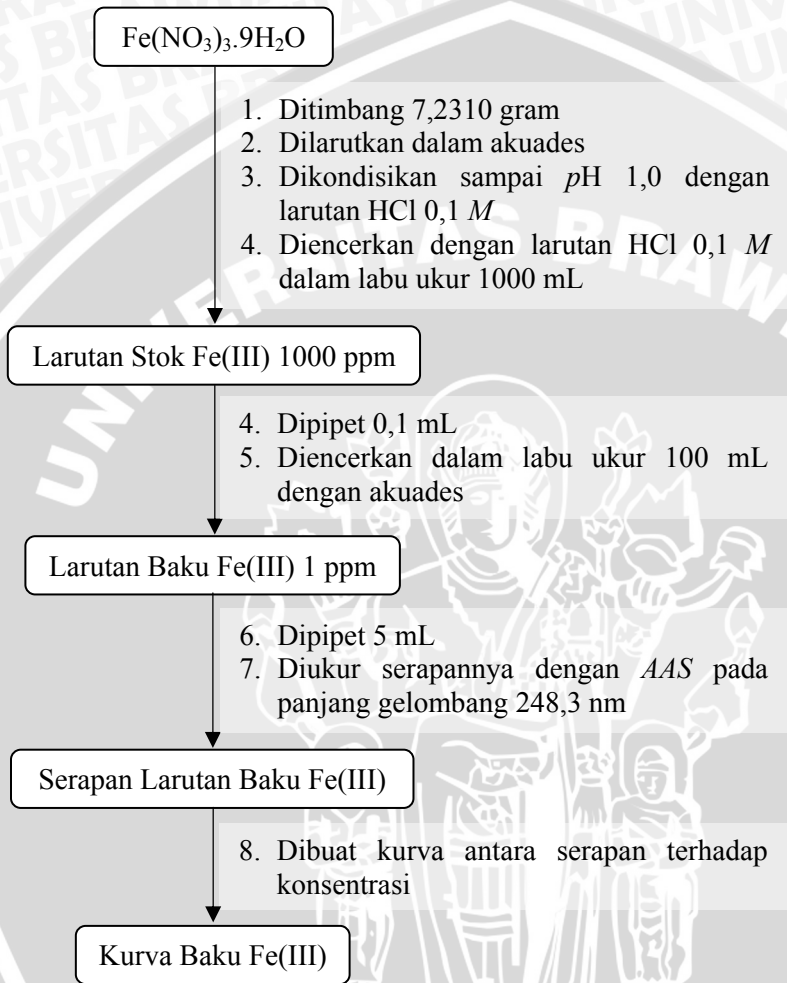 Fe(NO₃)₃.9H₂O
1. Ditimbang 7,2310 gram
2. Dilarutkan dalam akuades
3. Dikondisikan sampai pH 1,0 dengan
larutan HCl 0,1 M
4. Diencerkan dengan larutan HCl 0,1 M
dalam labu ukur 1000 mL
Larutan Stok Fe(III) 1000 ppm
4. Dipipet 0,1 mL
5. Diencerkan dalam labu ukur 100 mL
dengan akuades
Larutan Baku Fe(III) 1 ppm
6. Dipipet 5 mL
7. Diukur serapannya dengan AAS pada
panjang gelombang 248,3 nm
Serapan Larutan Baku Fe(III)
8. Dibuat kurva antara serapan terhadap
konsentrasi
Kurva Baku Fe(III)